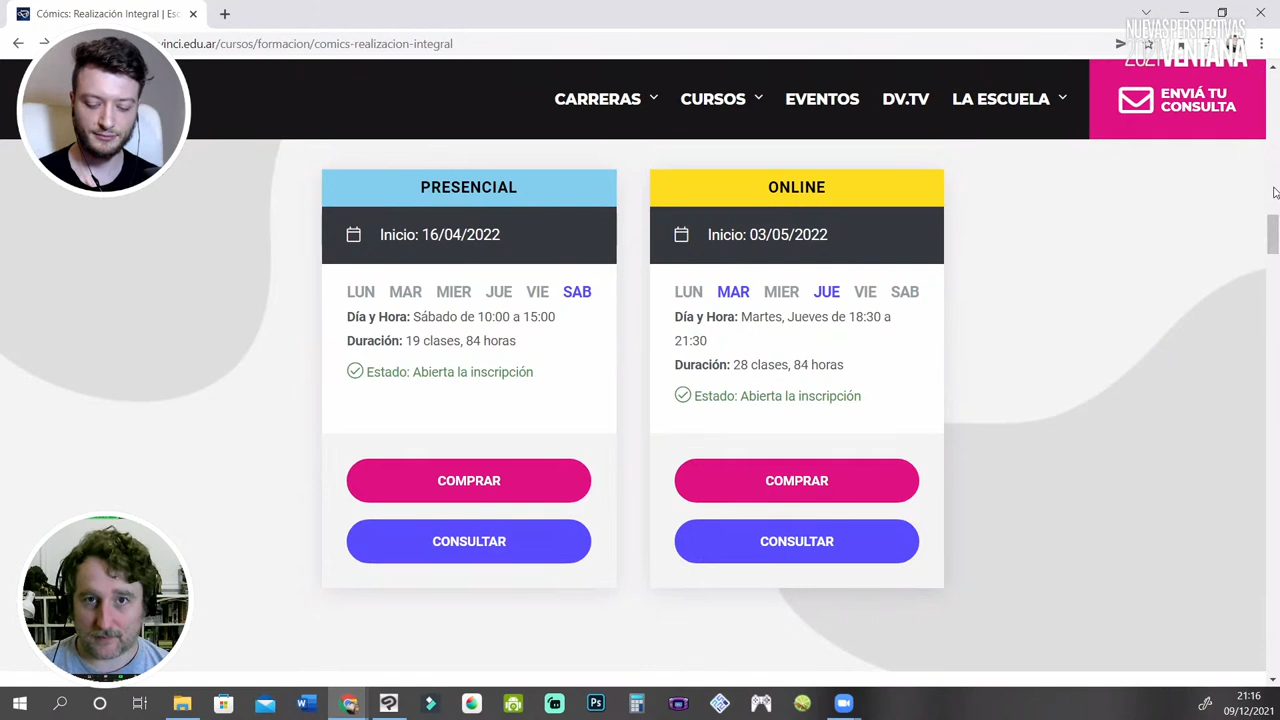 Cómics: Realización Integral | Esc
vinci.edu.ar/cursos/formacion/comics-realizacion-integral
NUEVAS PERSPECTIVAS
2021 VENTANA
CARRERAS CURSOS EVENTOS DV.TV LA ESCUELA
ENVIÁ TU
CONSULTA
PRESENCIAL
Inicio: 16/04/2022
LUN MAR MIER JUE VIE SAB
Día y Hora: Sábado de 10:00 a 15:00
Duración: 19 clases, 84 horas
Estado: Abierta la inscripción
COMPRAR
CONSULTAR
ONLINE
Inicio: 03/05/2022
LUN MAR MIER JUE VIE SAB
Día y Hora: Martes, Jueves de 18:30 a
21:30
Duración: 28 clases, 84 horas
Estado: Abierta la inscripción
COMPRAR
CONSULTAR
21:16
09/12/2021